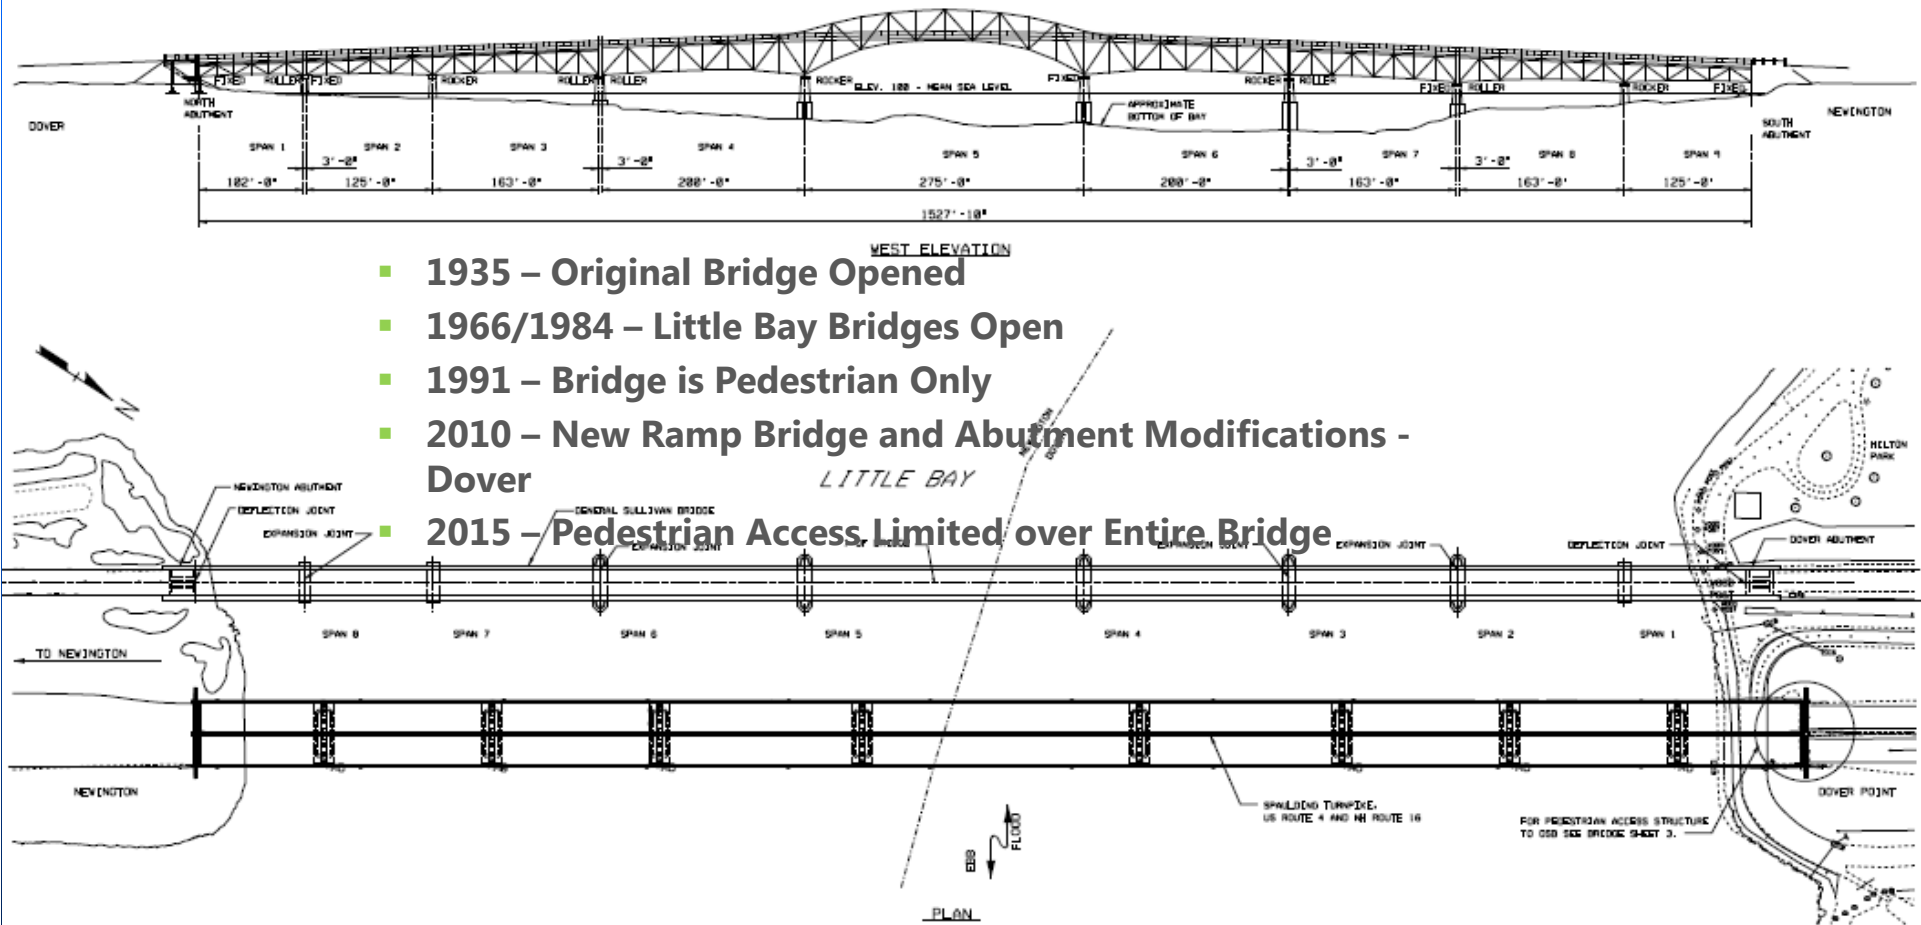 FIXED ROLLER FIXED ROCKER ROLLER ROLLER ROCKER FIXED ROCKER ROLLER FIXED ROLLER ROCKER FIXED
ELEV. 100 - MEAN SEA LEVEL
NORTH
ABUTMENT
DOVER
APPROXIMATE
BOTTOM OF BAY
NEWINGTON
SOUTH
ABUTMENT
SPAN 1 SPAN 2 SPAN 3 SPAN 4 SPAN 5 SPAN 6 SPAN 7 SPAN 8 SPAN 9
3'-0" 3'-0" 3'-0" 3'-0"
102'-0" 125'-0" 163'-0" 200'-0" 275'-0" 200'-0" 163'-0" 163'-0" 125'-0"
1527'-10"
WEST ELEVATION
▪ 1935 – Original Bridge Opened
▪ 1966/1984 – Little Bay Bridges Open
▪ 1991 – Bridge is Pedestrian Only
▪ 2010 – New Ramp Bridge and Abutment Modifications -
Dover
▪ 2015 – Pedestrian Access Limited over Entire Bridge
N
NEWINGTON
DOVER
LITTLE BAY
HILTON
PARK
NEWINGTON ABUTMENT
DEFLECTION JOINT
EXPANSION JOINT
GENERAL SULLIVAN BRIDGE
EXPANSION JOINT
EXPANSION JOINT
EXPANSION JOINT
DEFLECTION JOINT
DOVER ABUTMENT
SPAN 8 SPAN 7 SPAN 6 SPAN 5 SPAN 4 SPAN 3 SPAN 2 SPAN 1
TO NEWINGTON
NEWINGTON
SPAULDING TURNPIKE,
US ROUTE 4 AND NH ROUTE 16
DOVER POINT
FOR PEDESTRIAN ACCESS STRUCTURE
TO GSB SEE BRIDGE SHEET 3.
EBB
FLOOD
PLAN